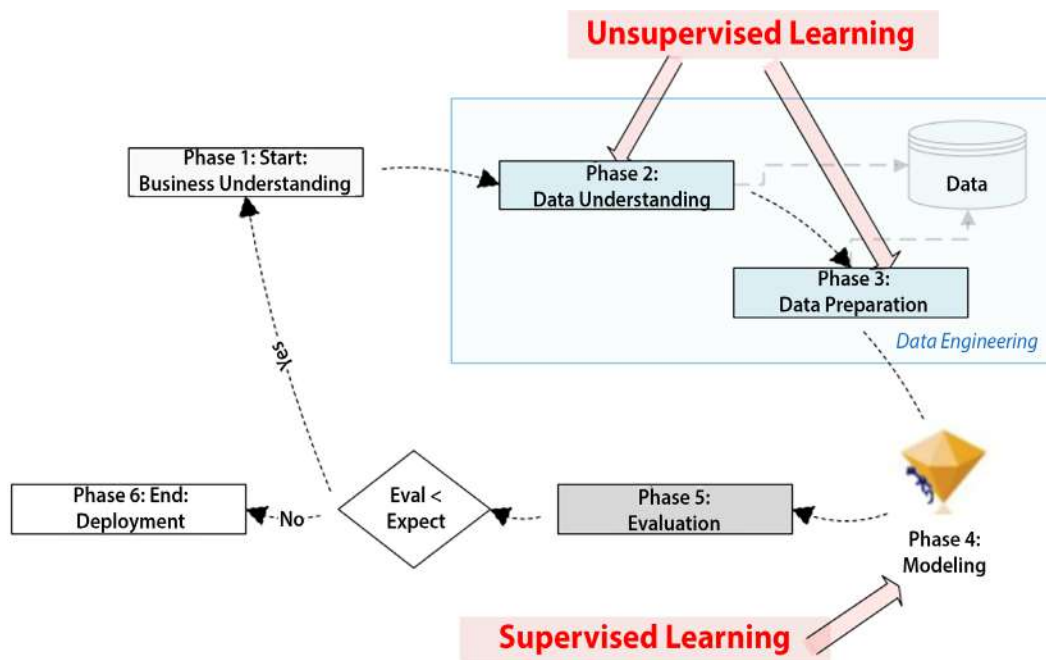 Unsupervised Learning
Phase 1: Start:
Business Understanding
Phase 2:
Data Understanding
Data
Phase 3:
Data Preparation
Data Engineering
Yes
Phase 6: End:
Deployment
No
Eval <
Expect
Phase 5:
Evaluation
Phase 4:
Modeling
Supervised Learning